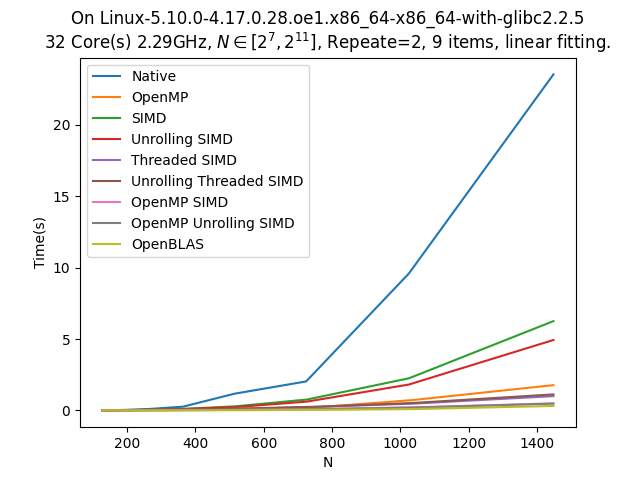 On Linux-5.10.0-4.17.0.28.oe1.x86_64-x86_64-with-glibc2.2.5
32 Core(s) 2.29GHz, N ∈ [2^7, 2^11], Repeate=2, 9 items, linear fitting.
Native
OpenMP
SIMD
Unrolling SIMD
Threaded SIMD
Unrolling Threaded SIMD
OpenMP SIMD
OpenMP Unrolling SIMD
OpenBLAS
Time(s)
20
15
10
5
0
200 400 600 800 1000 1200 1400
N